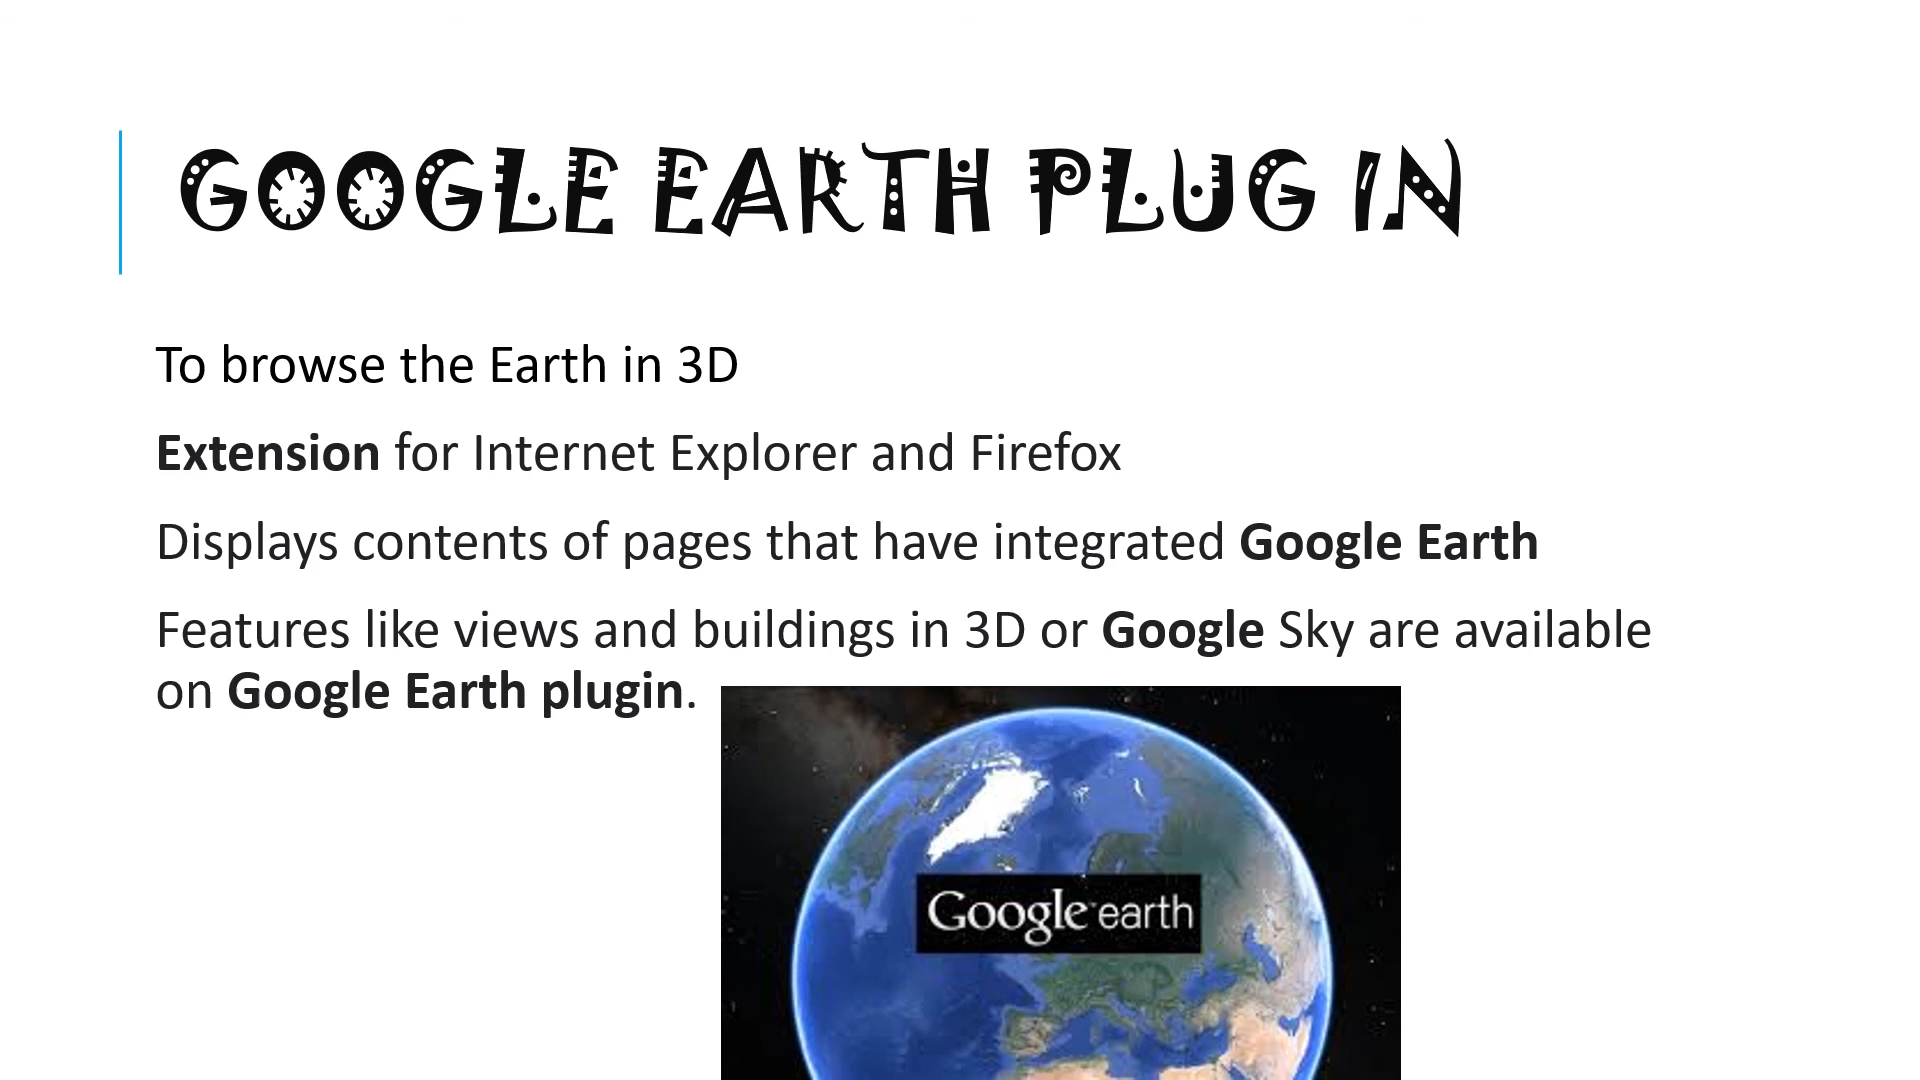 GOOGLE EARTH PLUG IN
To browse the Earth in 3D
Extension for Internet Explorer and Firefox
Displays contents of pages that have integrated Google Earth
Features like views and buildings in 3D or Google Sky are available
on Google Earth plugin.
Google earth